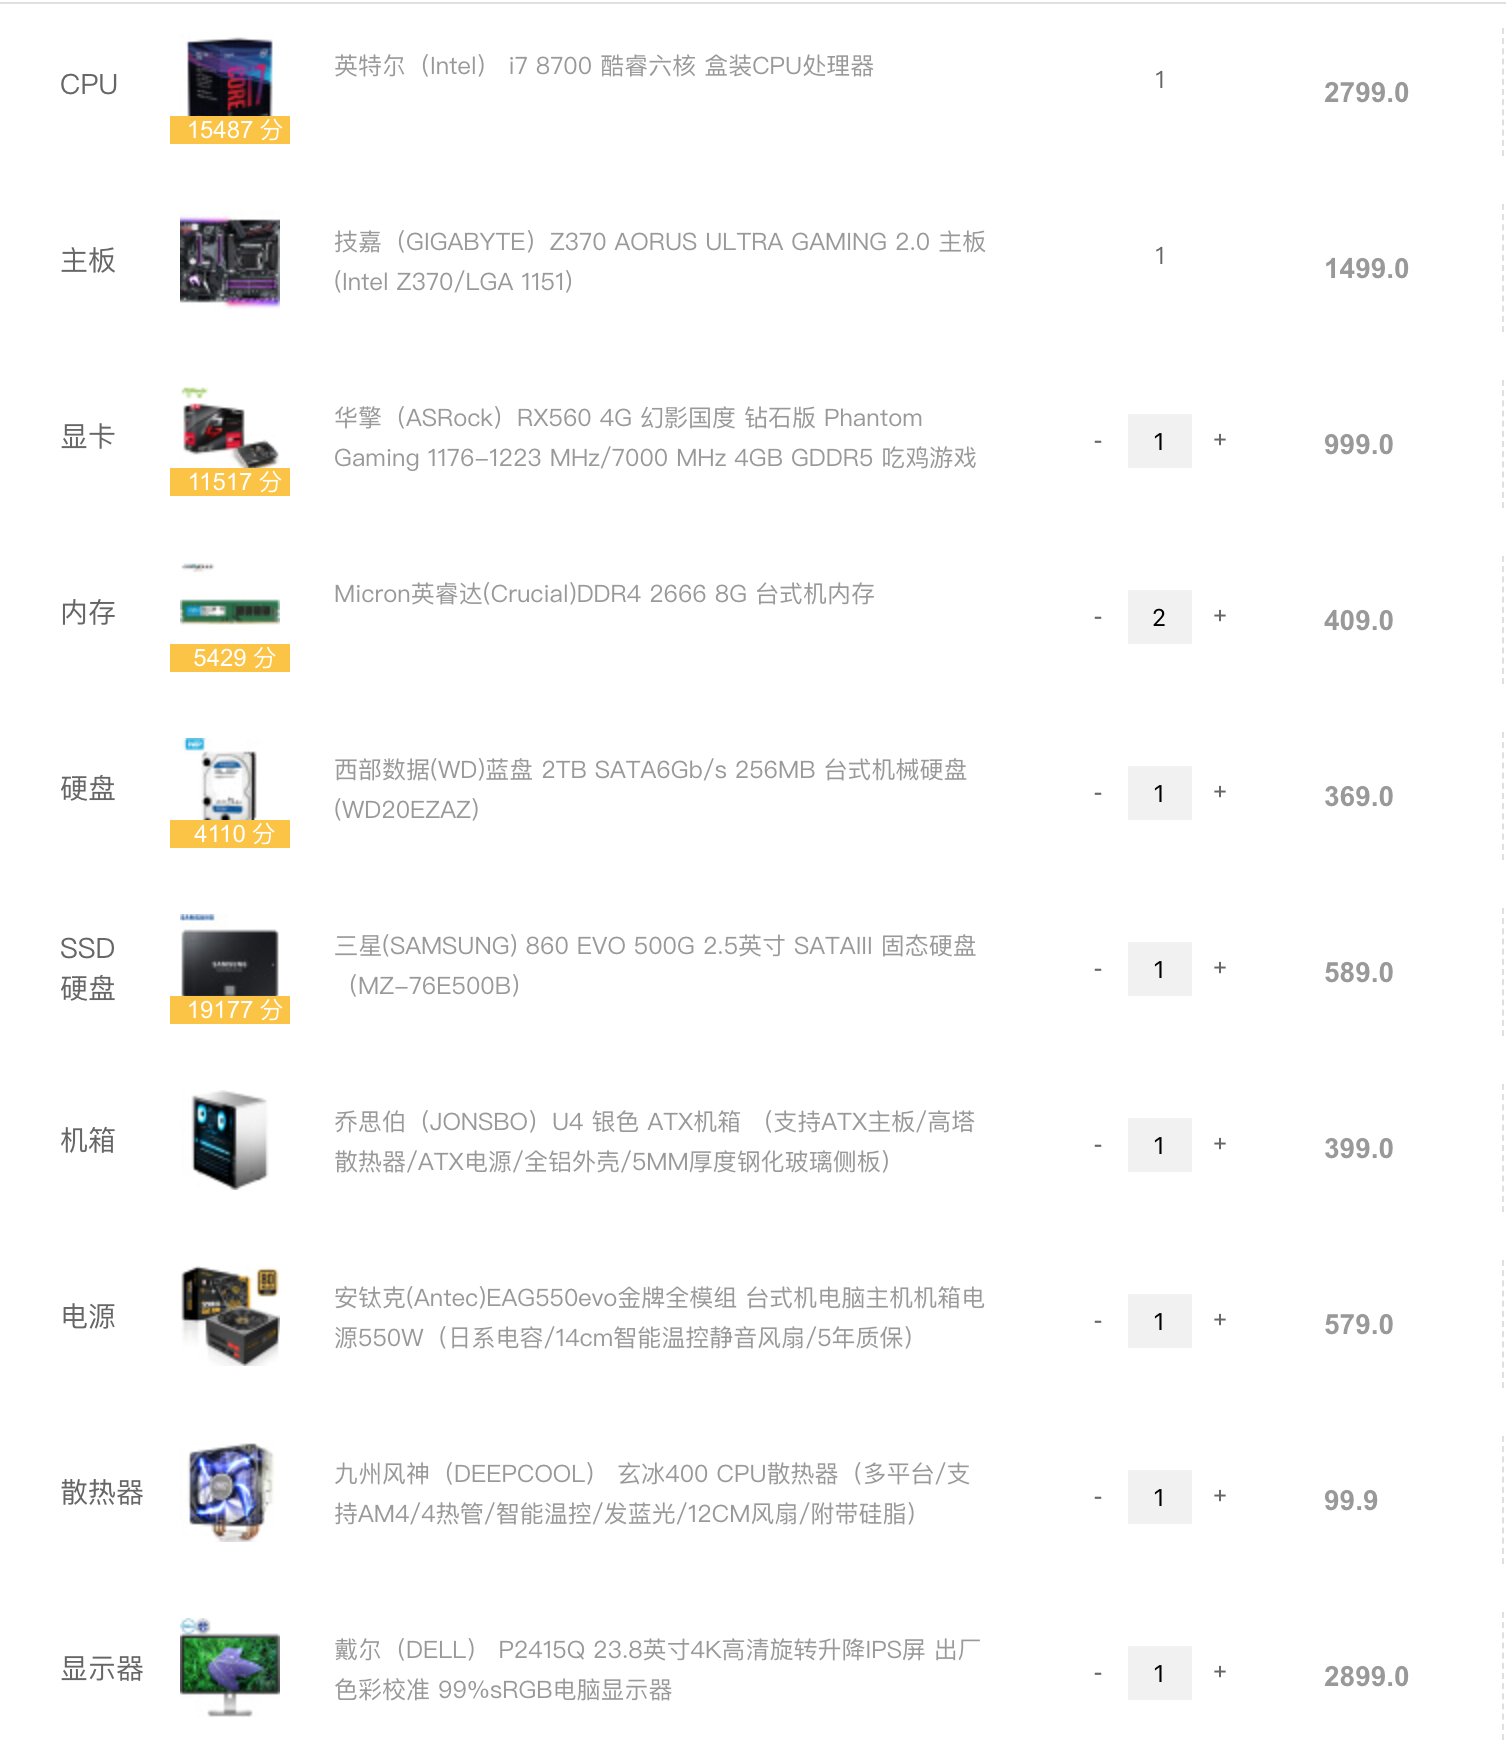 CPU
15487 分
英特尔（Intel） i7 8700 酷睿六核 盒装CPU处理器
1
2799.0
主板
技嘉（GIGABYTE）Z370 AORUS ULTRA GAMING 2.0 主板
(Intel Z370/LGA 1151)
1
1499.0
显卡
11517 分
华擎（ASRock）RX560 4G 幻影国度 钻石版 Phantom
Gaming 1176-1223 MHz/7000 MHz 4GB GDDR5 吃鸡游戏
- 1 +
999.0
内存
5429 分
Micron英睿达(Crucial)DDR4 2666 8G 台式机内存
- 2 +
409.0
硬盘
4110 分
西部数据(WD)蓝盘 2TB SATA6Gb/s 256MB 台式机械硬盘
(WD20EZAZ)
- 1 +
369.0
SSD
硬盘
SAMSUNG
19177 分
三星(SAMSUNG) 860 EVO 500G 2.5英寸 SATAIII 固态硬盘
（MZ-76E500B）
- 1 +
589.0
机箱
乔思伯（JONSBO）U4 银色 ATX机箱 （支持ATX主板/高塔
散热器/ATX电源/全铝外壳/5MM厚度钢化玻璃侧板）
- 1 +
399.0
电源
安钛克(Antec)EAG550evo金牌全模组 台式机电脑主机机箱电
源550W（日系电容/14cm智能温控静音风扇/5年质保）
- 1 +
579.0
散热器
九州风神（DEEPCOOL） 玄冰400 CPU散热器（多平台/支
持AM4/4热管/智能温控/发蓝光/12CM风扇/附带硅脂）
- 1 +
99.9
显示器
戴尔（DELL） P2415Q 23.8英寸4K高清旋转升降IPS屏 出厂
色彩校准 99%sRGB电脑显示器
- 1 +
2899.0